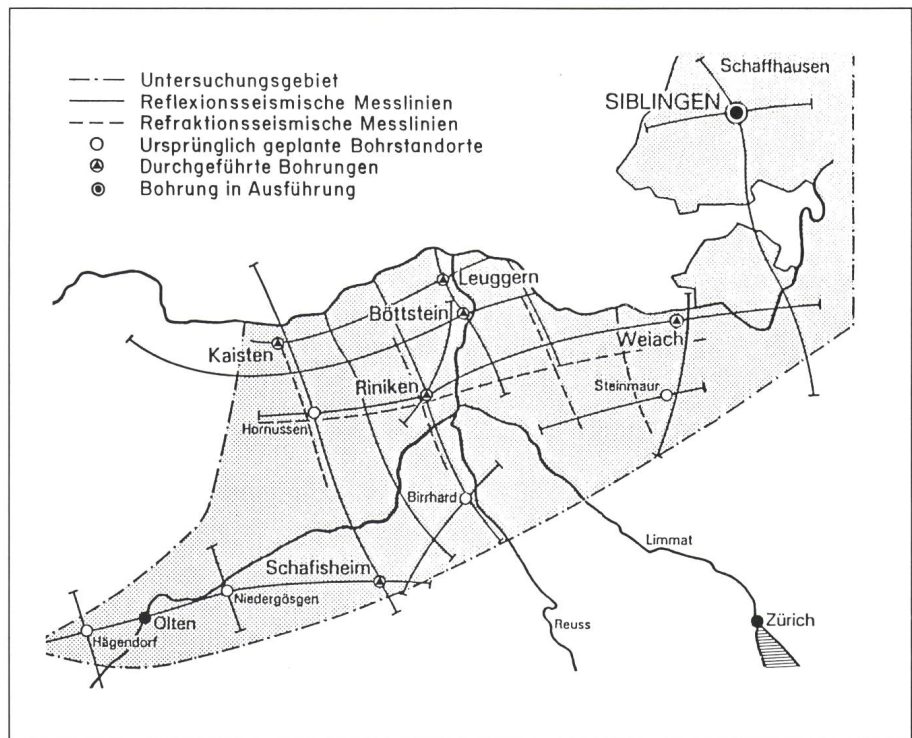 Untersuchungsgebiet
Reflexionsseismische Messlinien
Refraktionsseismische Messlinien
Ursprünglich geplante Bohrstandorte
Durchgeführte Bohrungen
Bohrung in Ausführung
Schaffhausen
SIBLINGEN
Leuggern
Böttstein
Kaisten
Weiach
Riniken
Steinmaur
Hornussen
Birrhard
Limmat
Schafisheim
Niedergösgen
Olten
Reuss
Zürich
Hägendorf